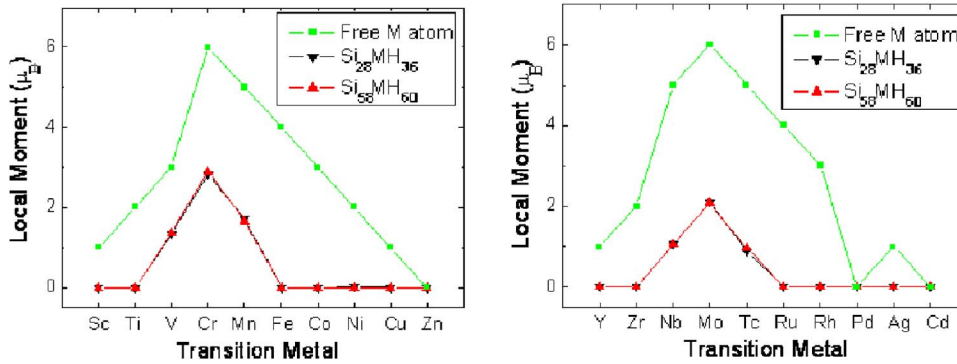 Local Moment (μB)
6
4
2
0
Free M atom
Si28MH36
Si58MH60
Sc Ti V Cr Mn Fe Co Ni Cu Zn
Transition Metal
Local Moment (μB)
6
4
2
0
Free M atom
Si28MH36
Si58MH60
Y Zr Nb Mo Tc Ru Rh Pd Ag Cd
Transition Metal